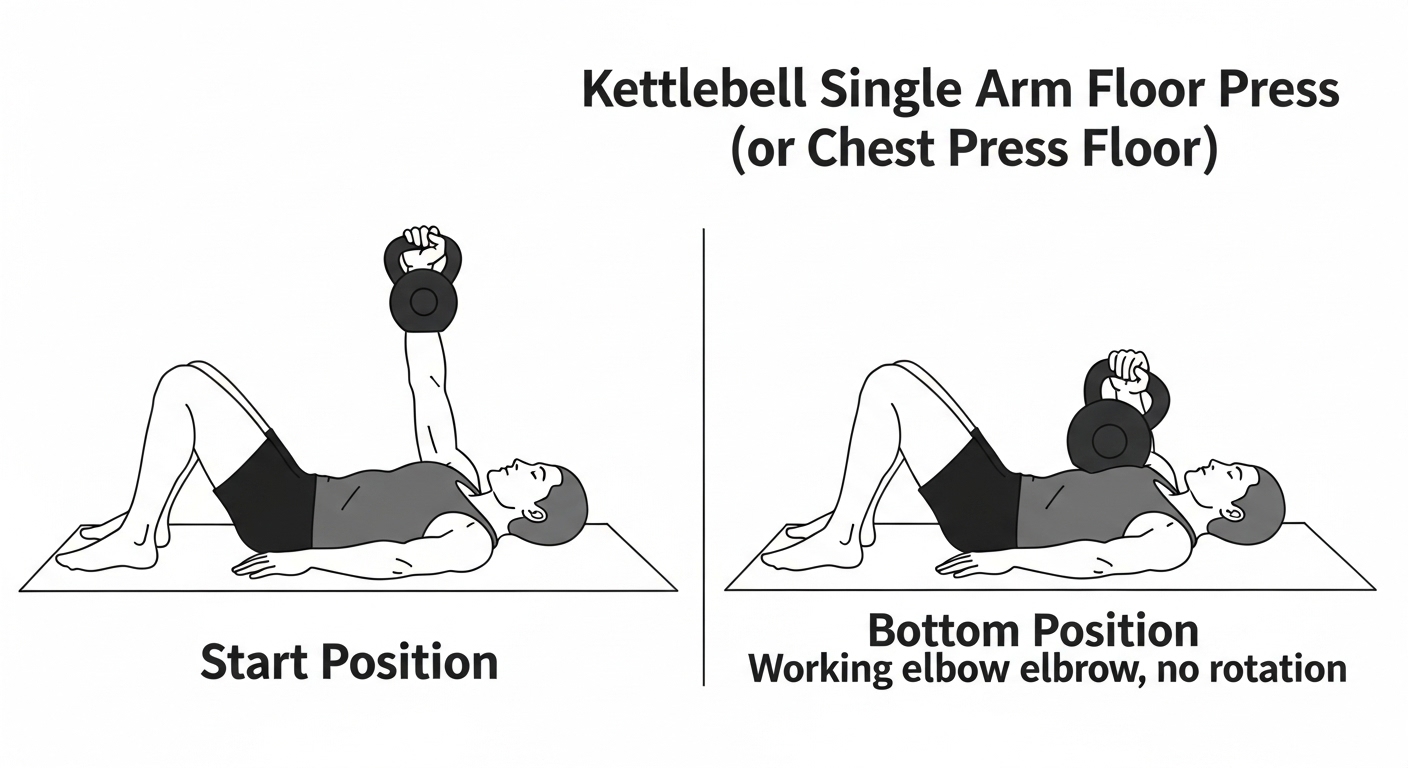 Kettlebell Single Arm Floor Press
(or Chest Press Floor)
Start Position
Bottom Position
Working elbow elbrow, no rotation